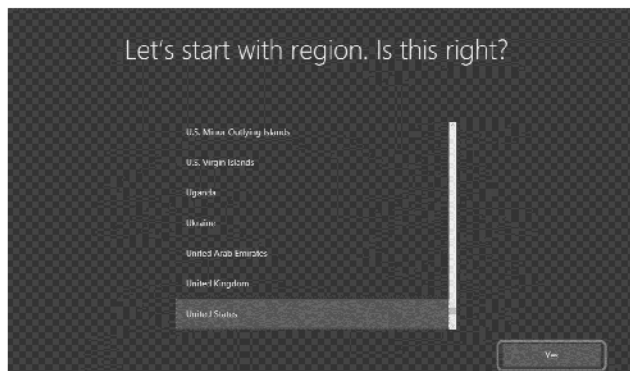 Let's start with region. Is this right?
U.S. Minor Outlying Islands
U.S. Virgin Islands
Uganda
Ukraine
United Arab Emirates
United Kingdom
United States
Yes